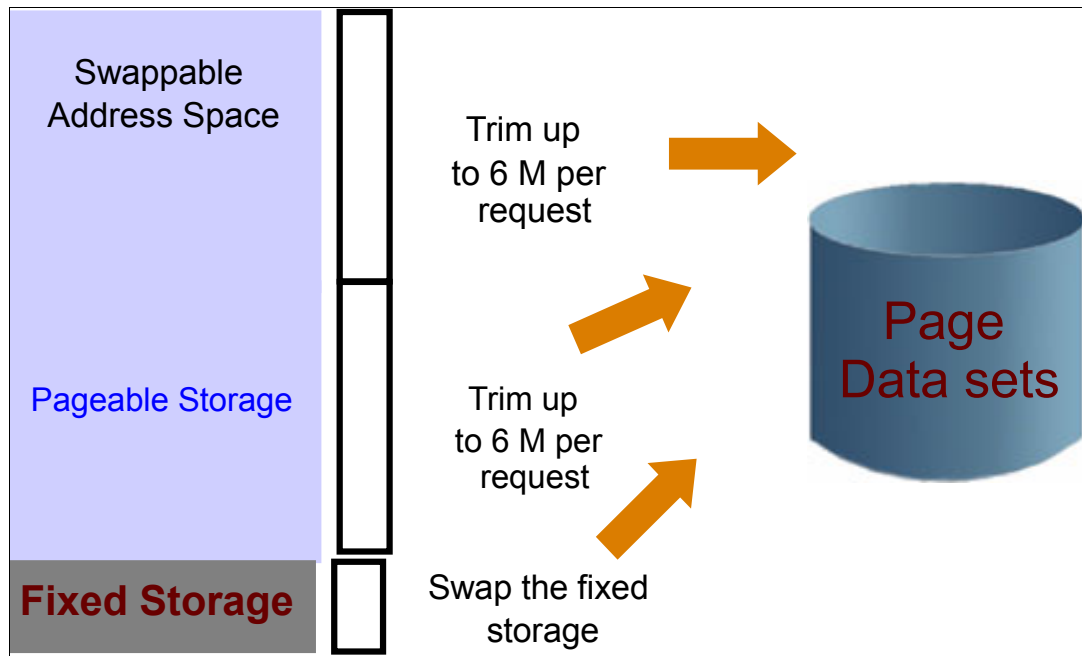 Swappable
Address Space
Pageable Storage
Fixed Storage
Trim up
to 6 M per
request
Trim up
to 6 M per
request
Swap the fixed
storage
Page
Data sets